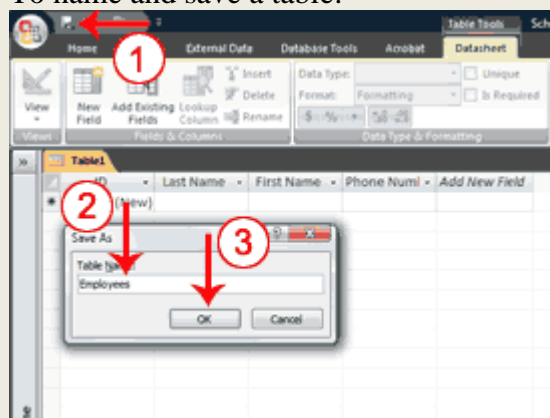 To name and save a table:
Table Tools Sch
1
Home External Data Database Tools Acrobat Datasheet
View
New Field
Add Existing Fields
Lookup Column
Insert
Delete
Rename
Data Type:
Format: Formatting
Unique
Is Required
Views Fields & Columns Data Type & Formatting
Table1
ID Last Name First Name Phone Numl Add New Field
2 (New)
3
Save As
Table Name:
Employees
OK Cancel